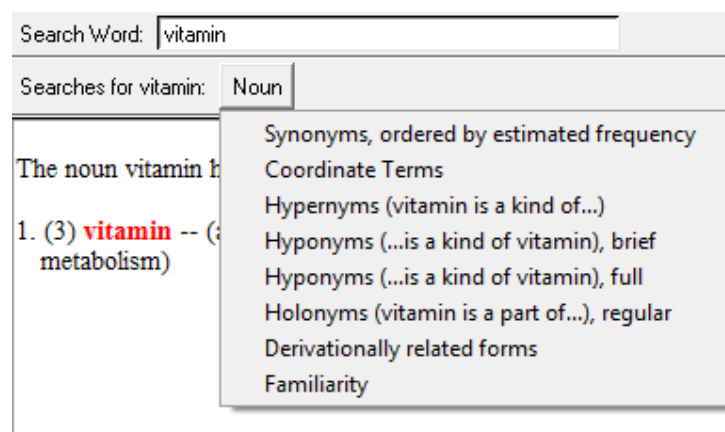 Search Word: vitamin
Searches for vitamin: Noun
Synonyms, ordered by estimated frequency
Coordinate Terms
Hypernyms (vitamin is a kind of...)
Hyponyms (...is a kind of vitamin), brief
Hyponyms (...is a kind of vitamin), full
Holonyms (vitamin is a part of...), regular
Derivationally related forms
Familiarity
The noun vitamin
1. (3) vitamin -- (
metabolism)